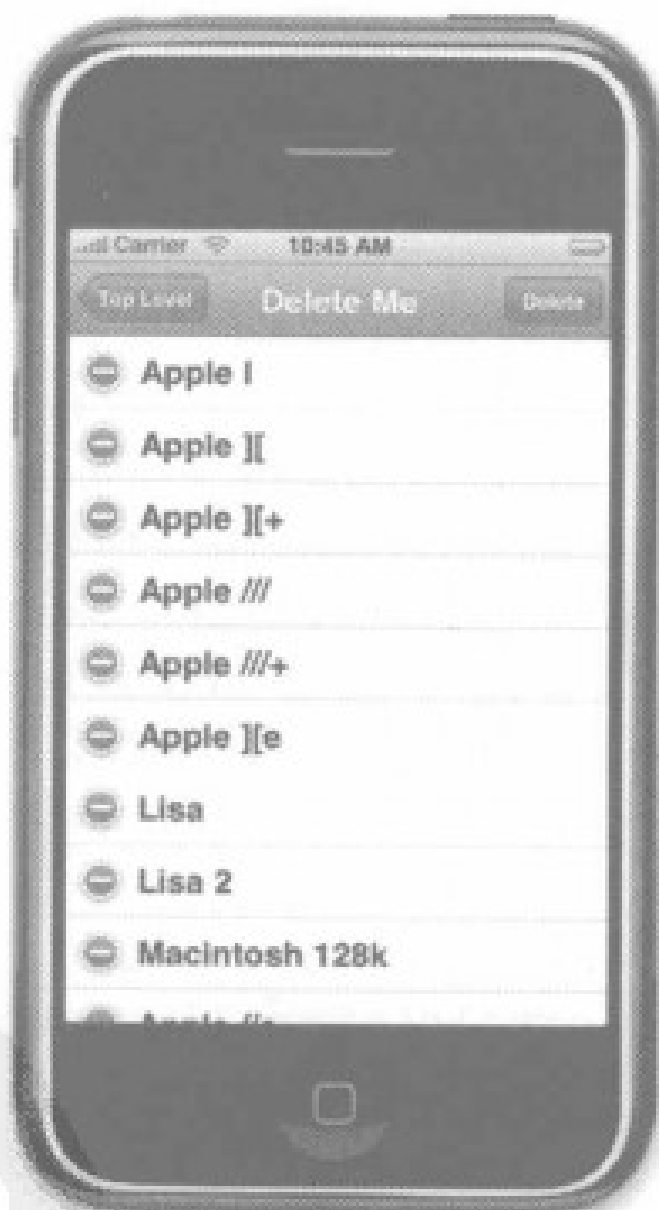 Carrier 10:45 AM
Top Level Delete Me Delete
Apple I
Apple ][
Apple ][+
Apple ///
Apple ///+
Apple ][e
Lisa
Lisa 2
Macintosh 128k